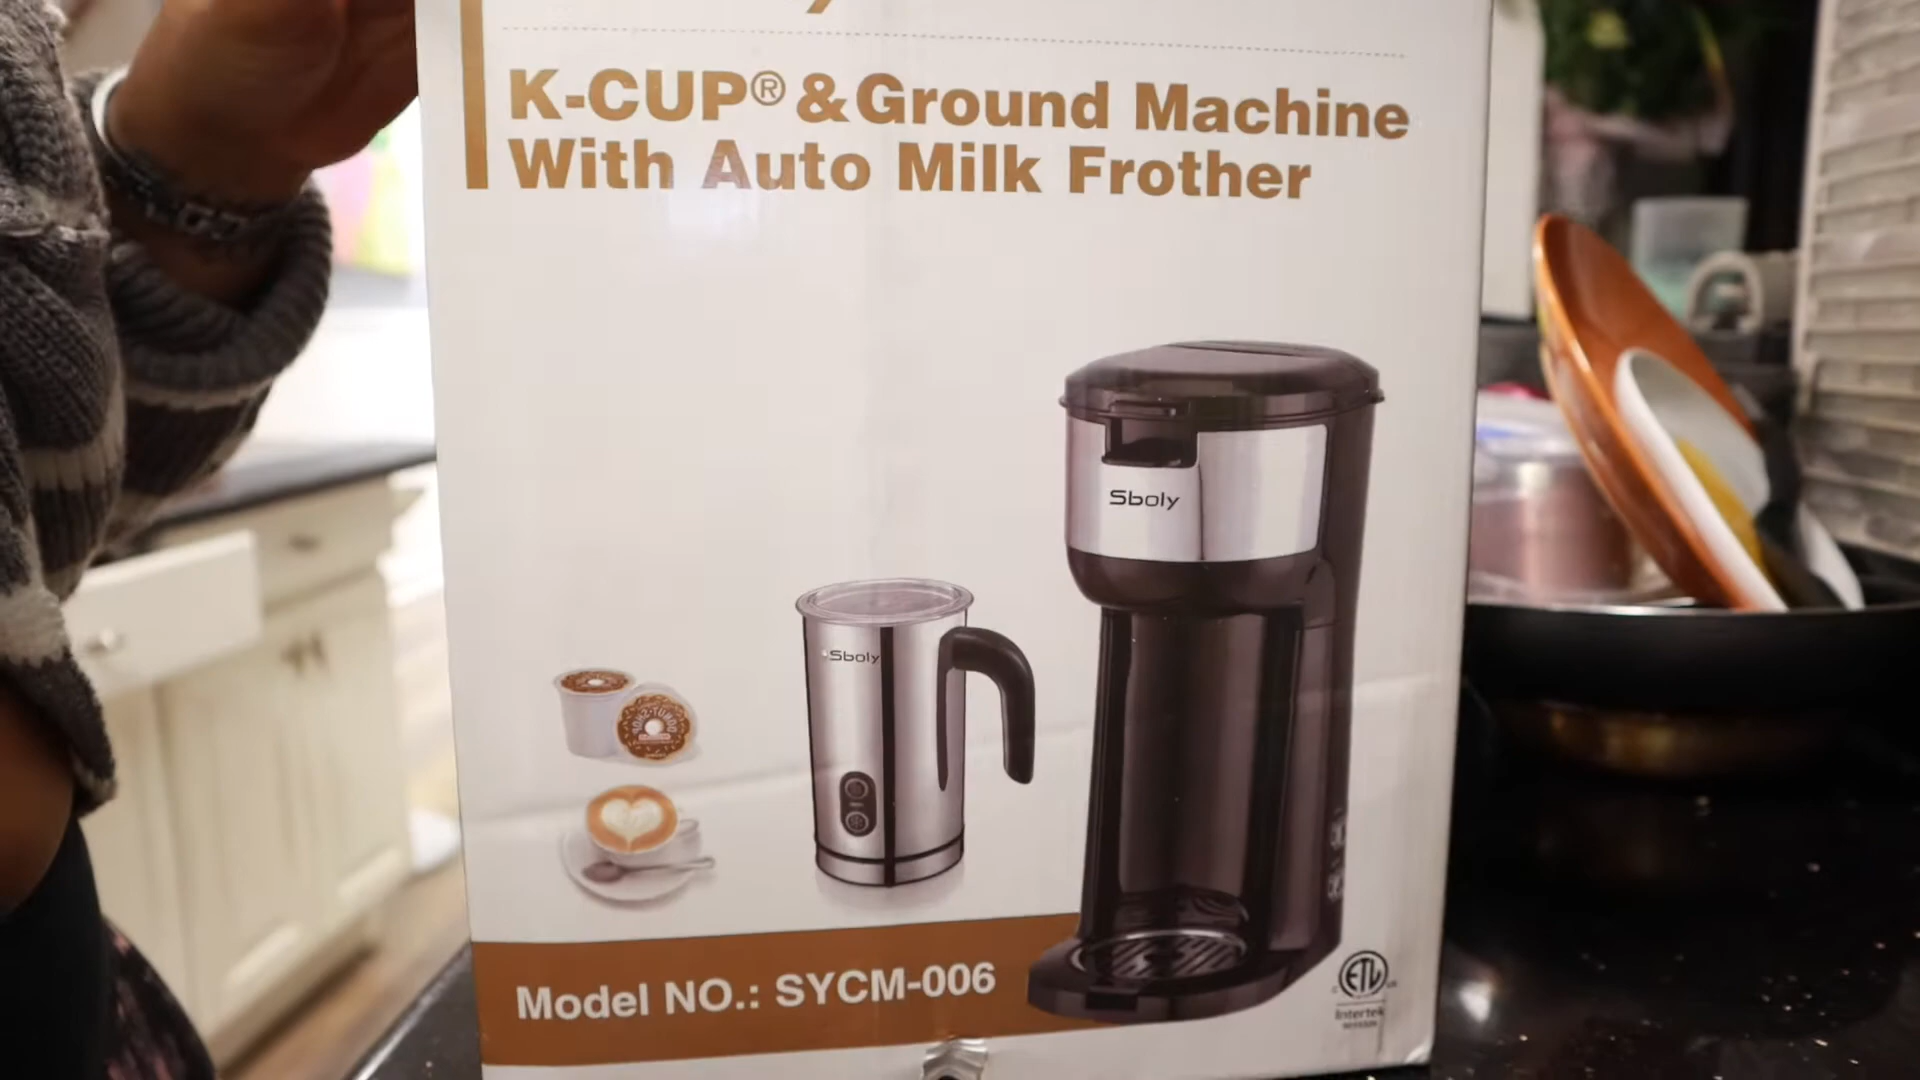 K-CUP® & Ground Machine
With Auto Milk Frother
Sboly
Sboly
Model NO.: SYCM-006
ETL
Intertek